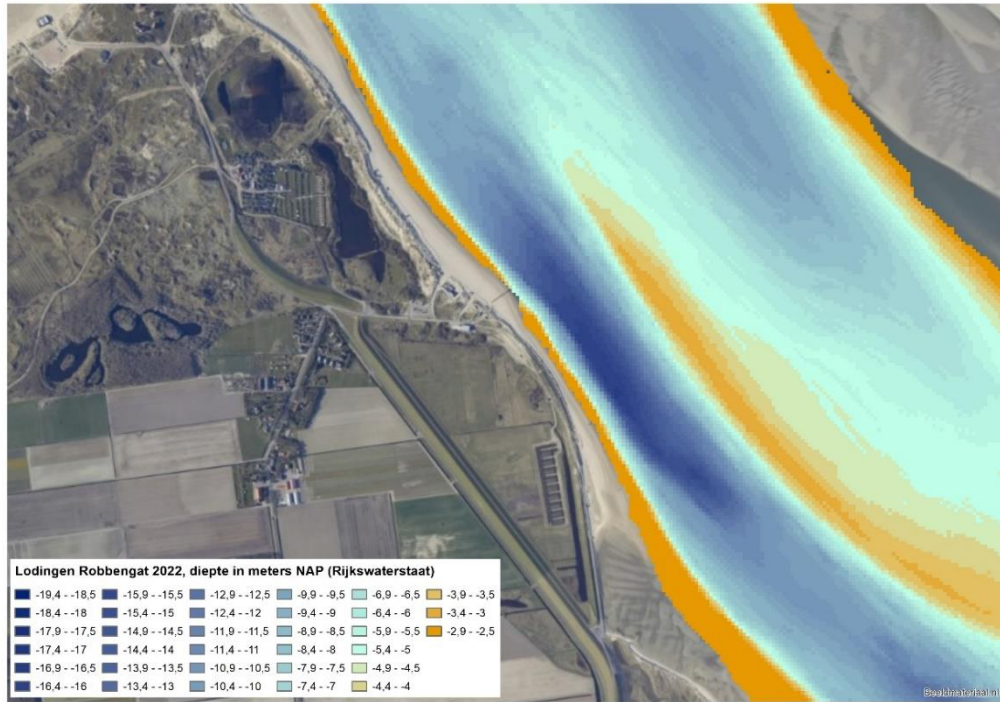 Lodingen Robbengat 2022, diepte in meters NAP (Rijkswaterstaat)
-19,4 - -18,5 -15,9 - -15,5 -12,9 - -12,5 -9,9 - -9,5 -6,9 - -6,5 -3,9 - -3,5
-18,4 - -18 -15,4 - -15 -12,4 - -12 -9,4 - -9 -6,4 - -6 -3,4 - -3
-17,9 - -17,5 -14,9 - -14,5 -11,9 - -11,5 -8,9 - -8,5 -5,9 - -5,5 -2,9 - -2,5
-17,4 - -17 -14,4 - -14 -11,4 - -11 -8,4 - -8 -5,4 - -5
-16,9 - -16,5 -13,9 - -13,5 -10,9 - -10,5 -7,9 - -7,5 -4,9 - -4,5
-16,4 - -16 -13,4 - -13 -10,4 - -10 -7,4 - -7 -4,4 - -4